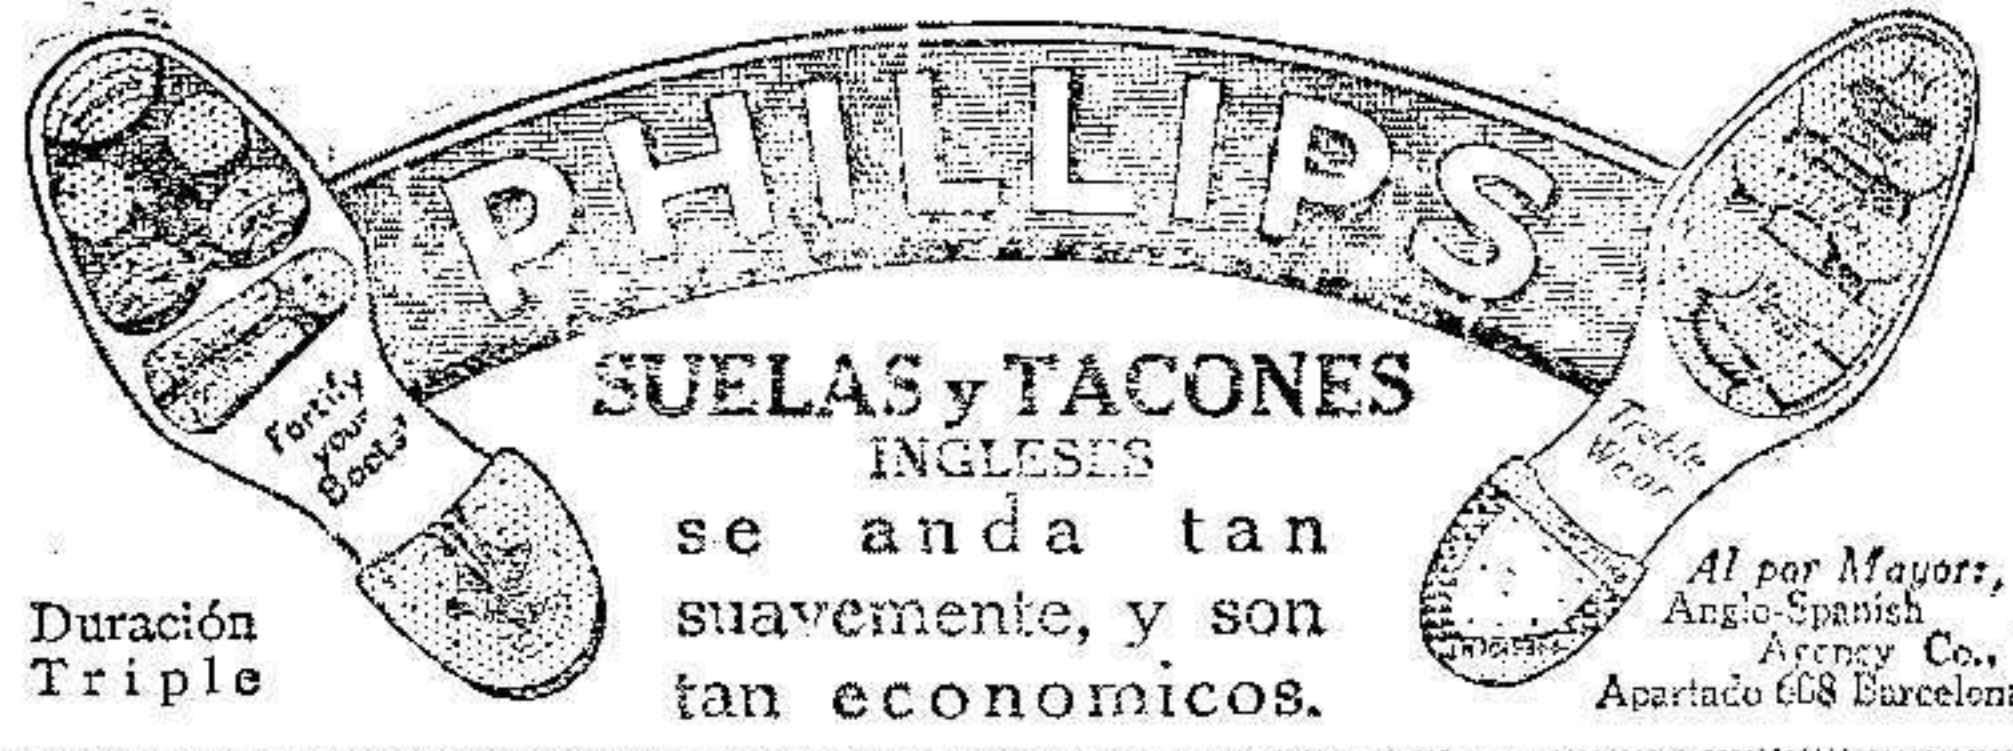 PHILLIPS
Fortify
your
Boots
Treble
Wear
SUELAS y TACONES
INGLESES
se anda tan
suavemente, y son
tan economicos.
Duración
Triple
Al por Mayor:,
Anglo-Spanish
Agency Co.,
Apartado 608 Barcelona